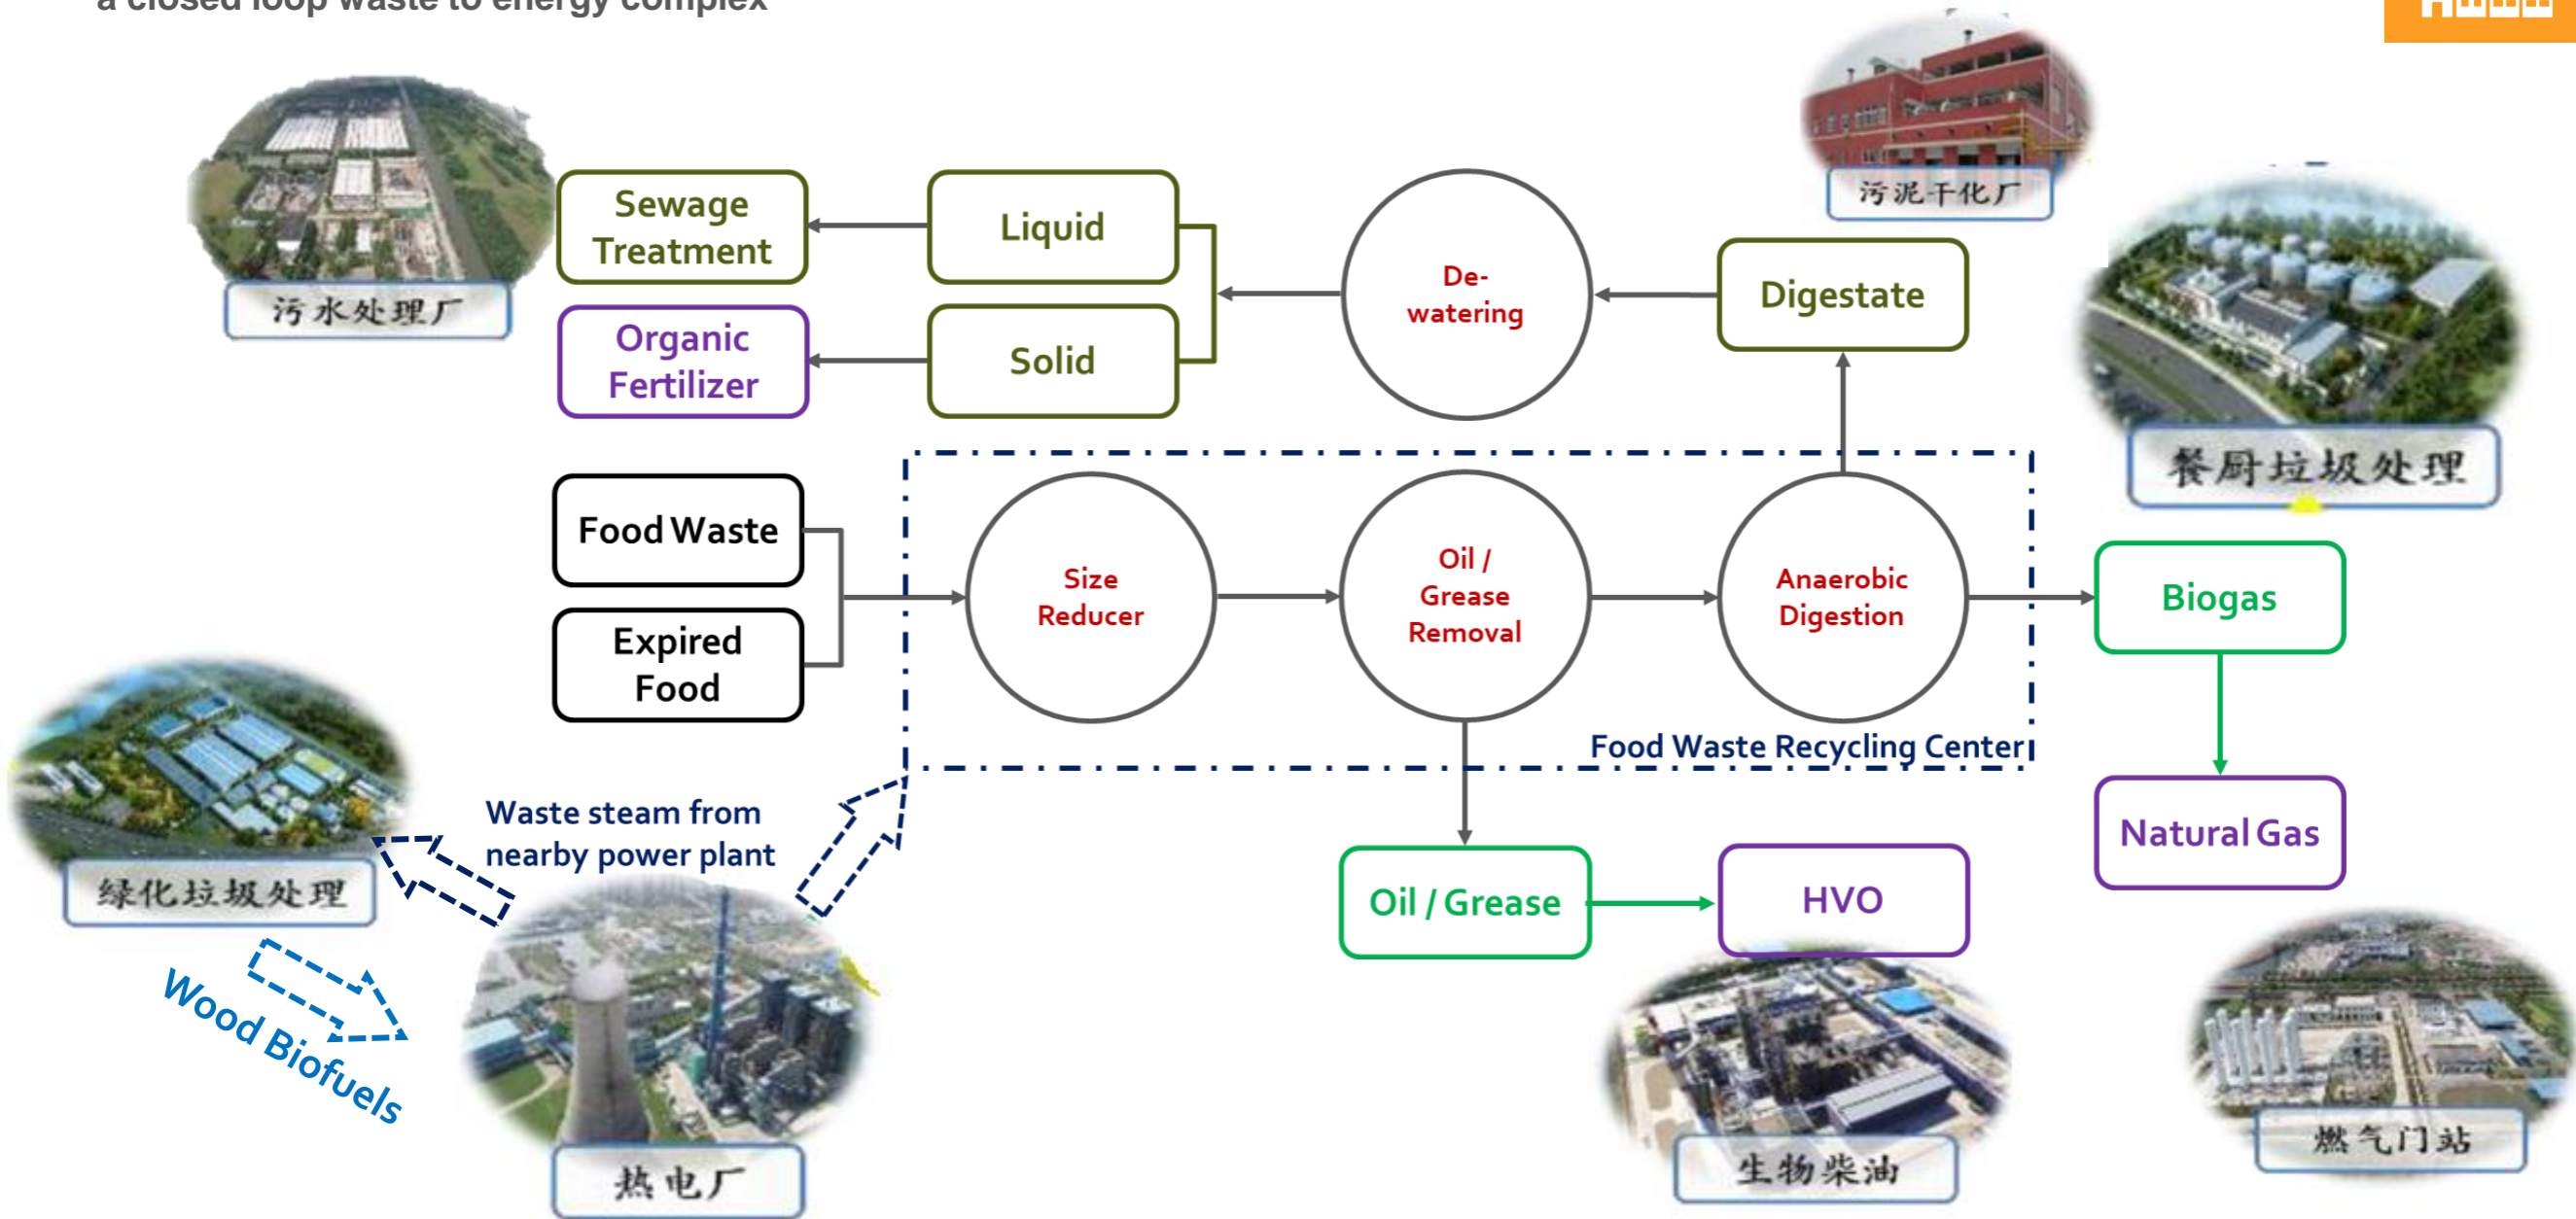 a closed loop waste to energy complex
污泥干化厂
Sewage
Treatment
Liquid
De-
watering
Digestate
污水处理厂
Organic
Fertilizer
Solid
餐厨垃圾处理
Food Waste
Expired
Food
Size
Reducer
Oil /
Grease
Removal
Anaerobic
Digestion
Biogas
Food Waste Recycling Center
Natural Gas
Waste steam from
nearby power plant
绿化垃圾处理
Oil / Grease
HVO
Wood Biofuels
热电厂
生物柴油
燃气门站